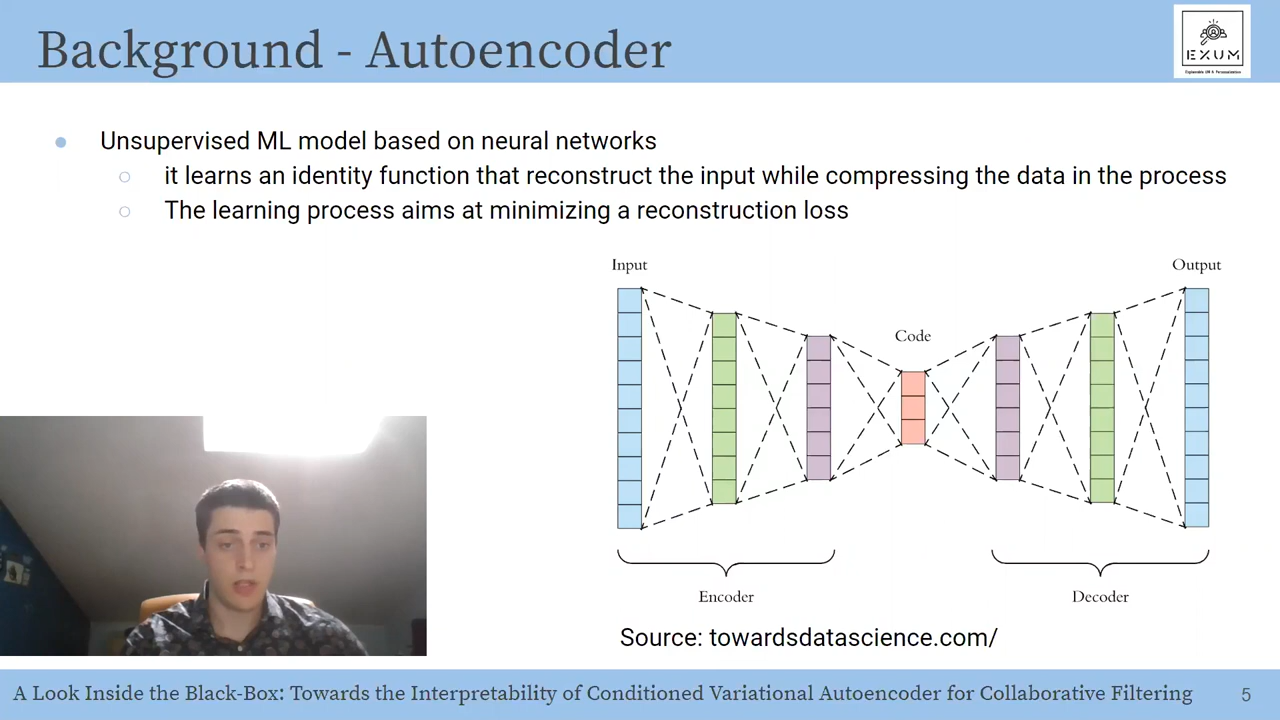 Background - Autoencoder
EXUM
Unsupervised ML model based on neural networks
it learns an identity function that reconstruct the input while compressing the data in the process
The learning process aims at minimizing a reconstruction loss
Input
Output
Code
Encoder
Decoder
Source: towardsdatascience.com/
A Look Inside the Black-Box: Towards the Interpretability of Conditioned Variational Autoencoder for Collaborative Filtering
5